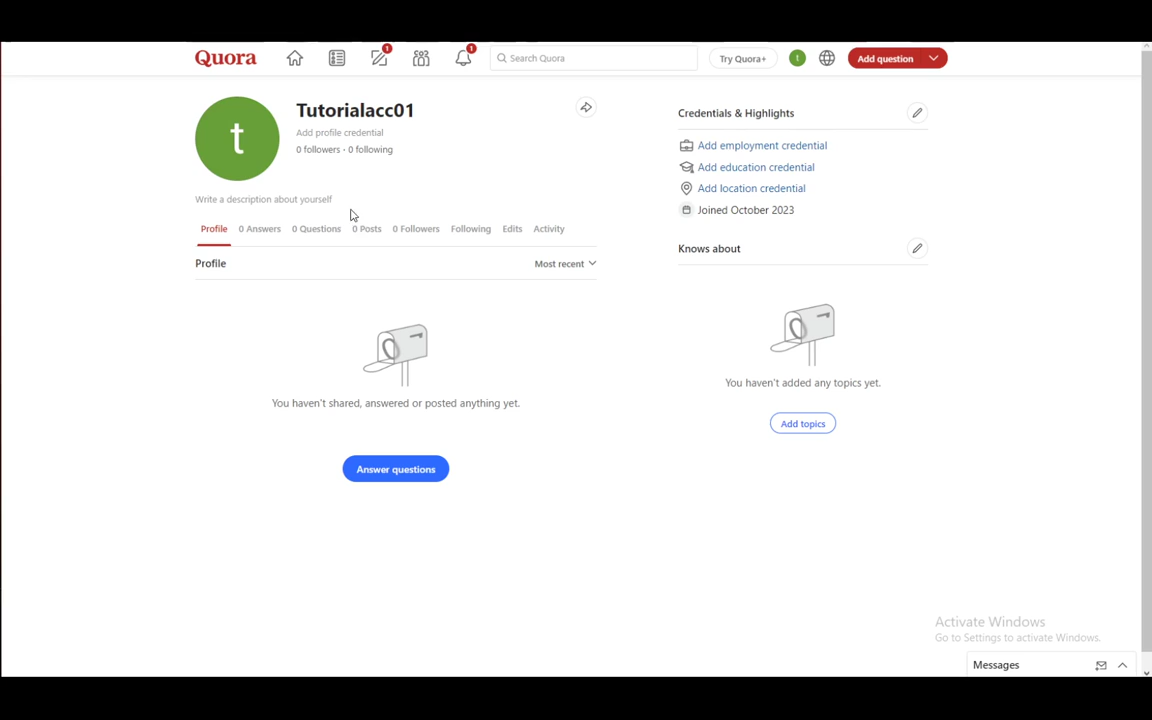 Quora
1
1
Search Quora
Try Quora+
t
Add question
t
Tutorialacc01
Add profile credential
0 followers · 0 following
Write a description about yourself
Profile 0 Answers 0 Questions 0 Posts 0 Followers Following Edits Activity
Profile
Most recent
You haven't shared, answered or posted anything yet.
Answer questions
Credentials & Highlights
Add employment credential
Add education credential
Add location credential
Joined October 2023
Knows about
You haven't added any topics yet.
Add topics
Activate Windows
Go to Settings to activate Windows.
Messages